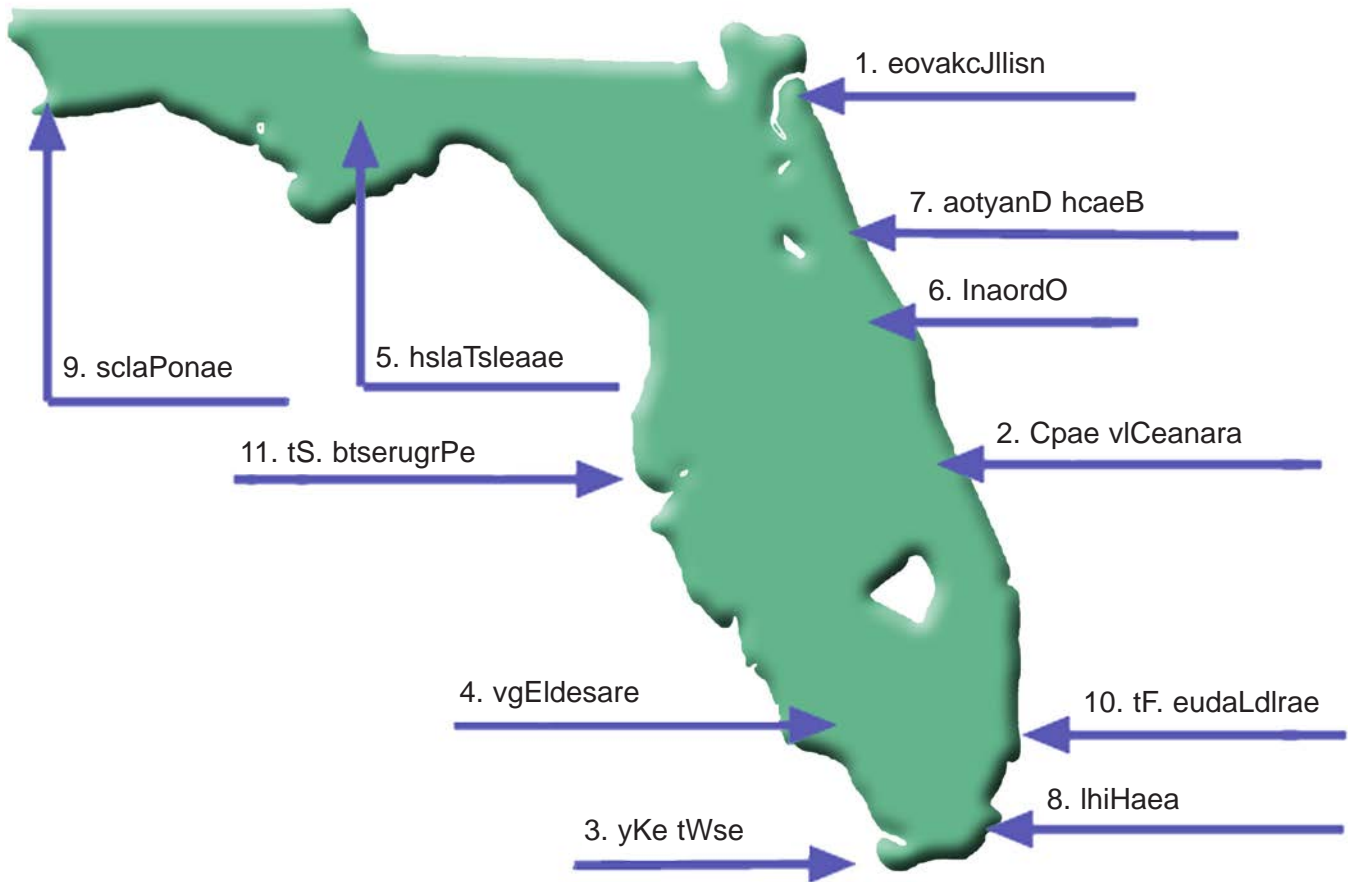 1. eovakcJllisn
7. aotyanD hcaeB
6. lnaordO
9. sclaPonae
5. hslaTsleaae
11. tS. btserugrPe
2. Cpae vlCeanara
4. vgEldesare
10. tF. eudaLdlrae
8. lhiHaea
3. yKe tWse